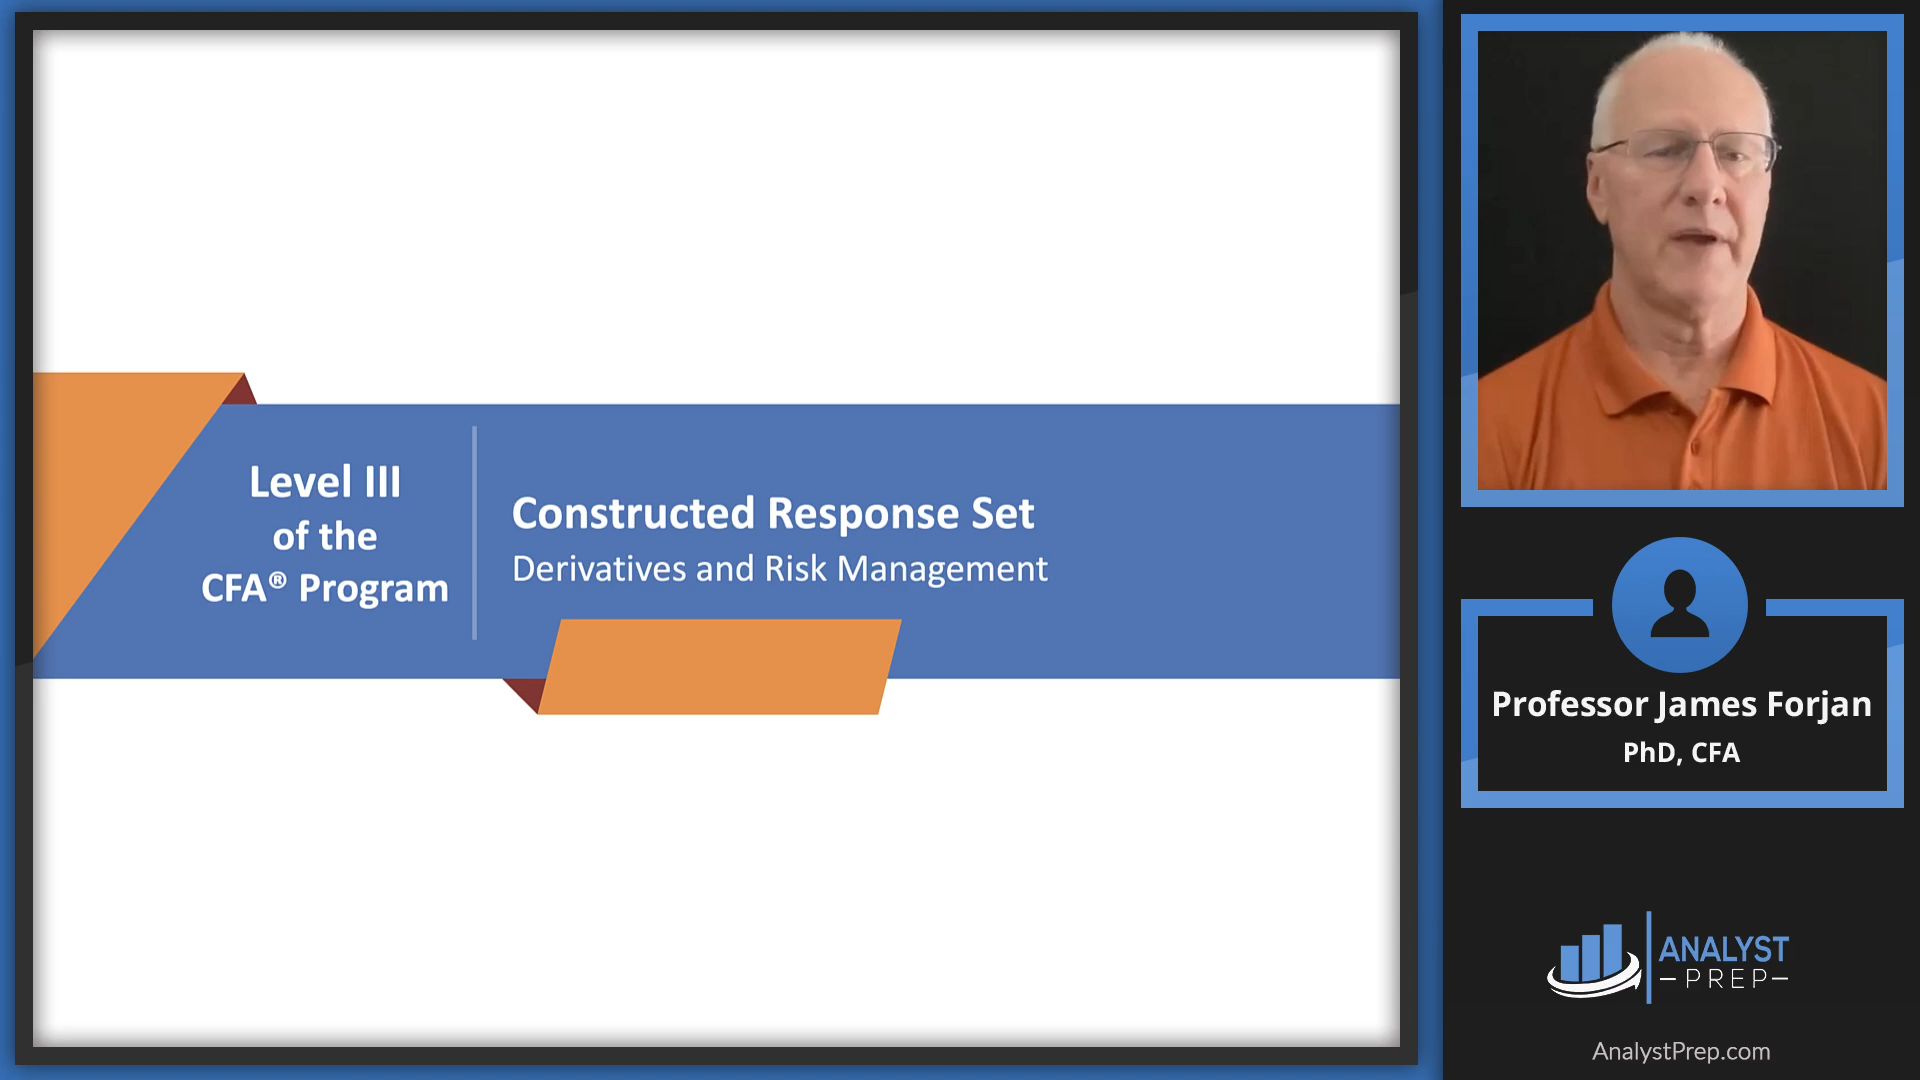 Level III
of the
CFA® Program
Constructed Response Set
Derivatives and Risk Management
Professor James Forjan
PhD, CFA
ANALYST
PREP
AnalystPrep.com